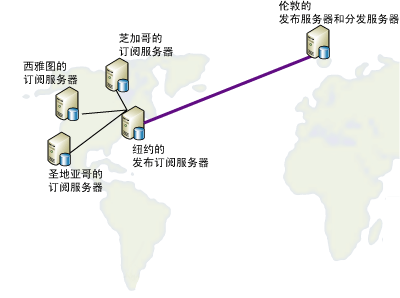 伦敦的
发布服务器和分发服务器
芝加哥的
订阅服务器
西雅图的
订阅服务器
纽约的
发布订阅服务器
圣地亚哥的
订阅服务器